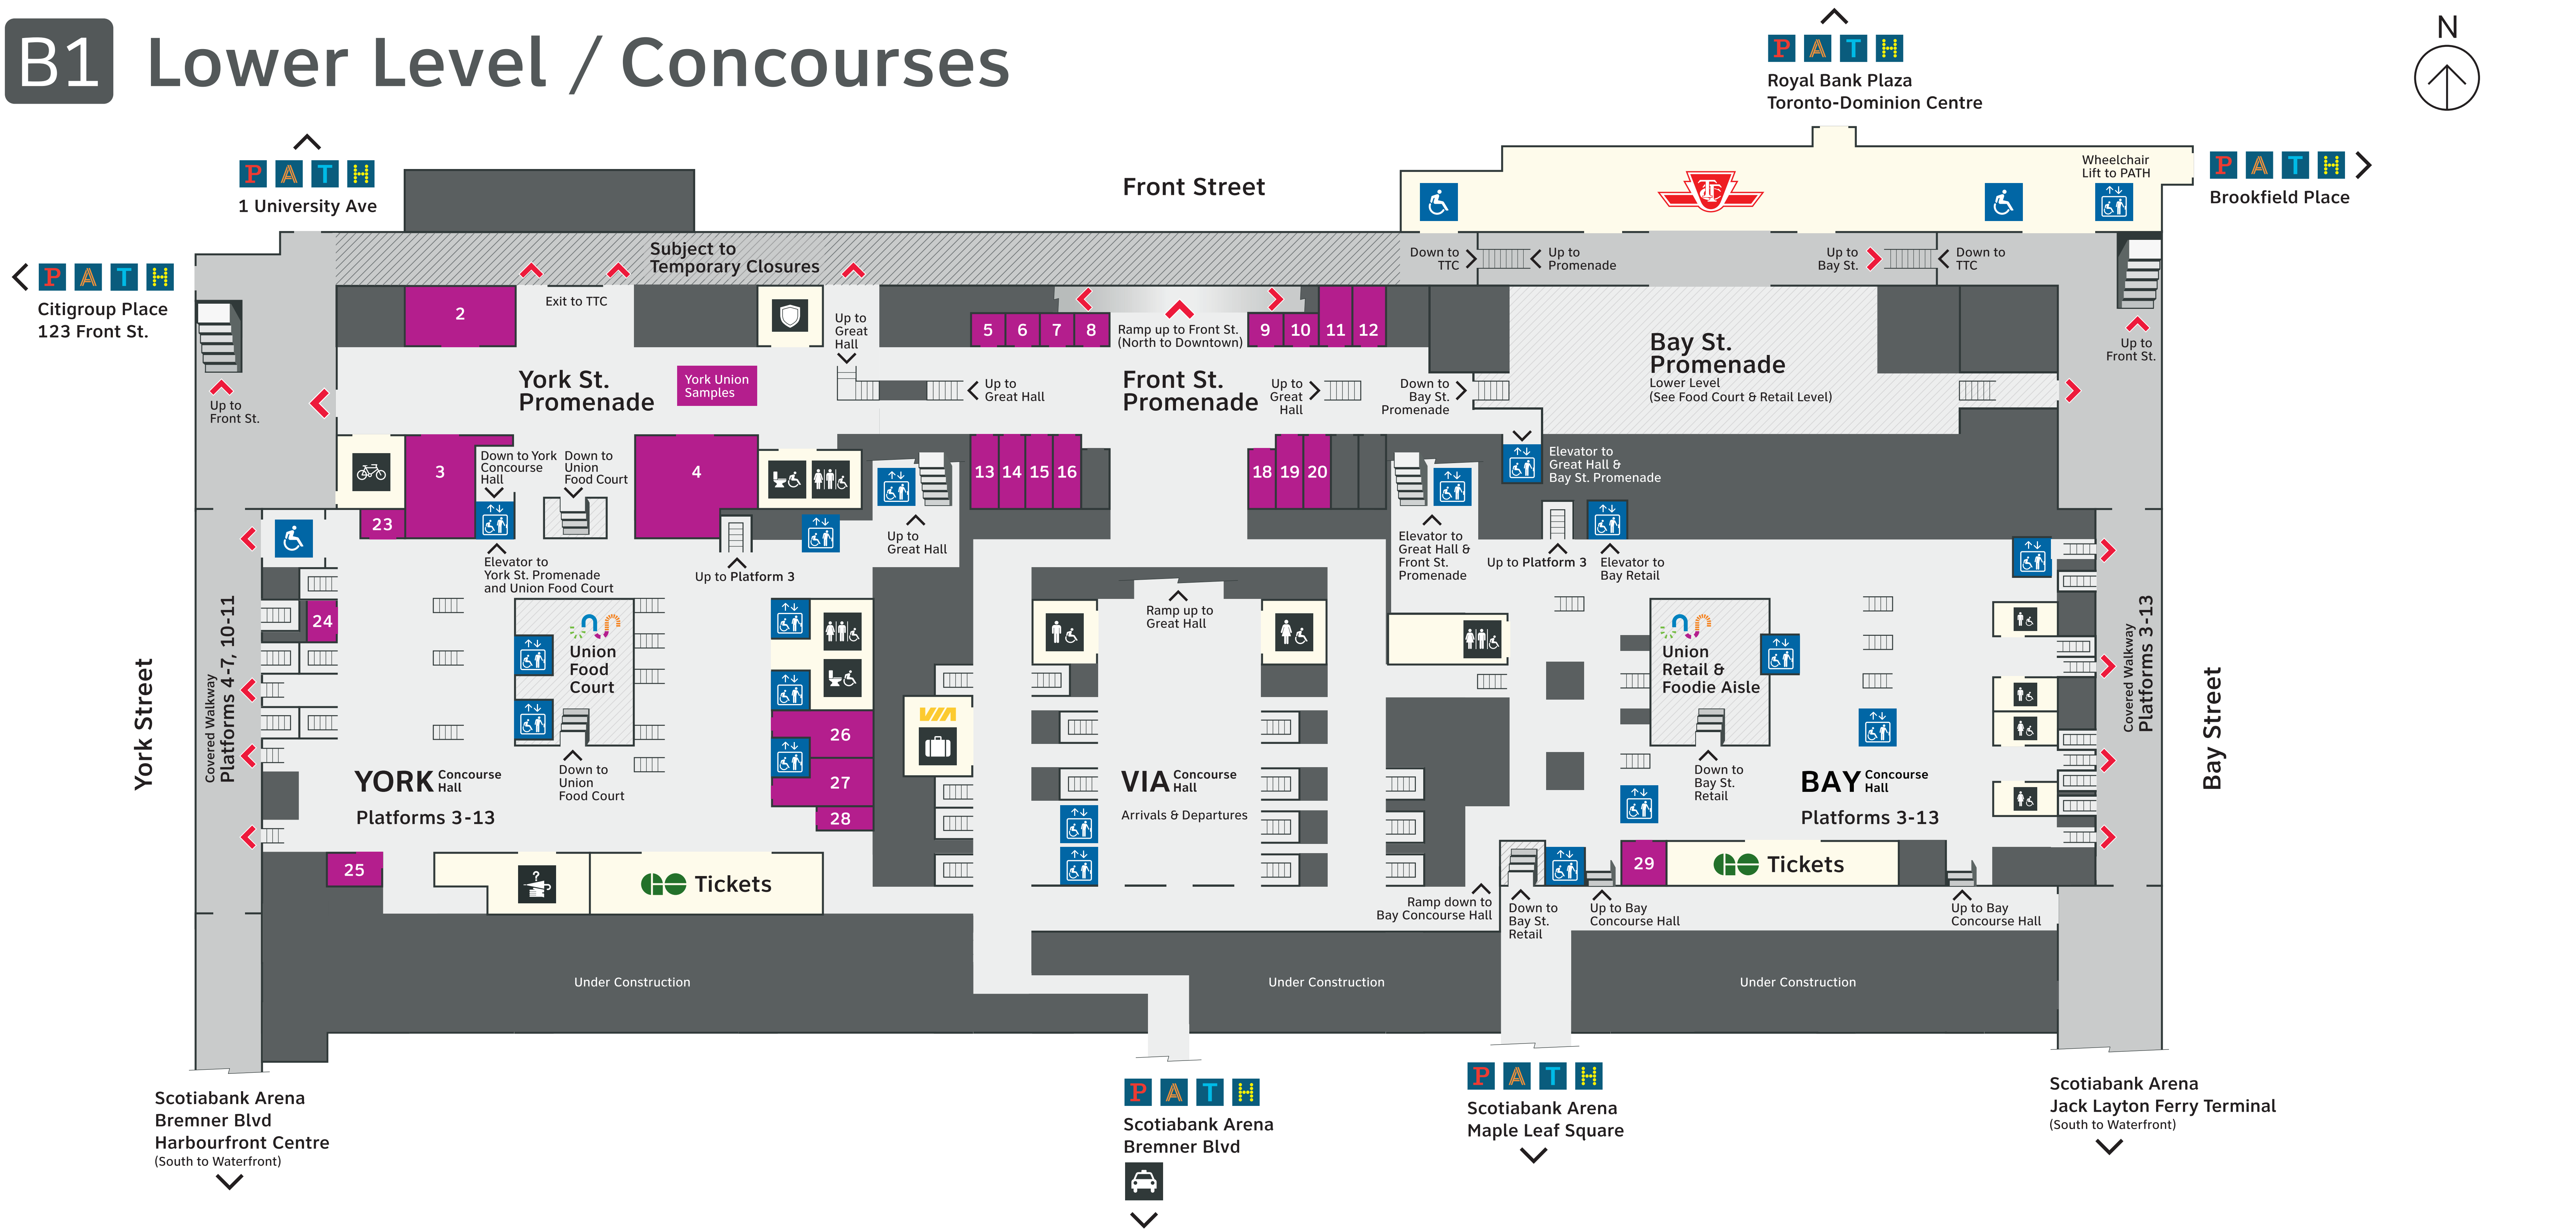 B1 Lower Level / Concourses
N
PATH
Royal Bank Plaza
Toronto-Dominion Centre
PATH
1 University Ave
PATH
Citigroup Place
123 Front St.
PATH
Brookfield Place
Front Street
Wheelchair
Lift to PATH
TTC
Subject to
Temporary Closures
Down to
TTC
Up to
Promenade
Up to
Bay St.
Down to
TTC
Exit to TTC
2
Up to
Great
Hall
5
6
7
8
Ramp up to Front St.
(North to Downtown)
9
10
11
12
Up to
Front St.
York St.
Promenade
York Union
Samples
Up to
Great Hall
Front St.
Promenade
Up to
Great
Hall
Down to
Bay St.
Promenade
Bay St.
Promenade
Lower Level
(See Food Court & Retail Level)
Up to
Front St.
3
Down to York
Concourse
Hall
Down to
Union
Food Court
4
13
14
15
16
18
19
20
Elevator to
Great Hall &
Bay St. Promenade
23
Up to
Great Hall
Elevator to
Great Hall &
Front St.
Promenade
Elevator to
York St. Promenade
and Union Food Court
Up to Platform 3
Up to Platform 3
Elevator to
Bay Retail
24
Ramp up to
Great Hall
York Street
Covered Walkway
Platforms 4-7, 10-11
Union
Food
Court
Union
Retail &
Foodie Aisle
Covered Walkway
Platforms 3-13
Bay Street
VIA
26
27
28
YORK Concourse
Hall
Platforms 3-13
Down to
Union
Food Court
VIA Concourse
Hall
Arrivals & Departures
Down to
Bay St.
Retail
BAY Concourse
Hall
Platforms 3-13
25
?
GO Tickets
29
GO Tickets
Ramp down to
Bay Concourse Hall
Down to
Bay St.
Retail
Up to Bay
Concourse Hall
Up to Bay
Concourse Hall
Under Construction
Under Construction
Under Construction
Scotiabank Arena
Bremner Blvd
Harbourfront Centre
(South to Waterfront)
PATH
Scotiabank Arena
Bremner Blvd
PATH
Scotiabank Arena
Maple Leaf Square
Scotiabank Arena
Jack Layton Ferry Terminal
(South to Waterfront)